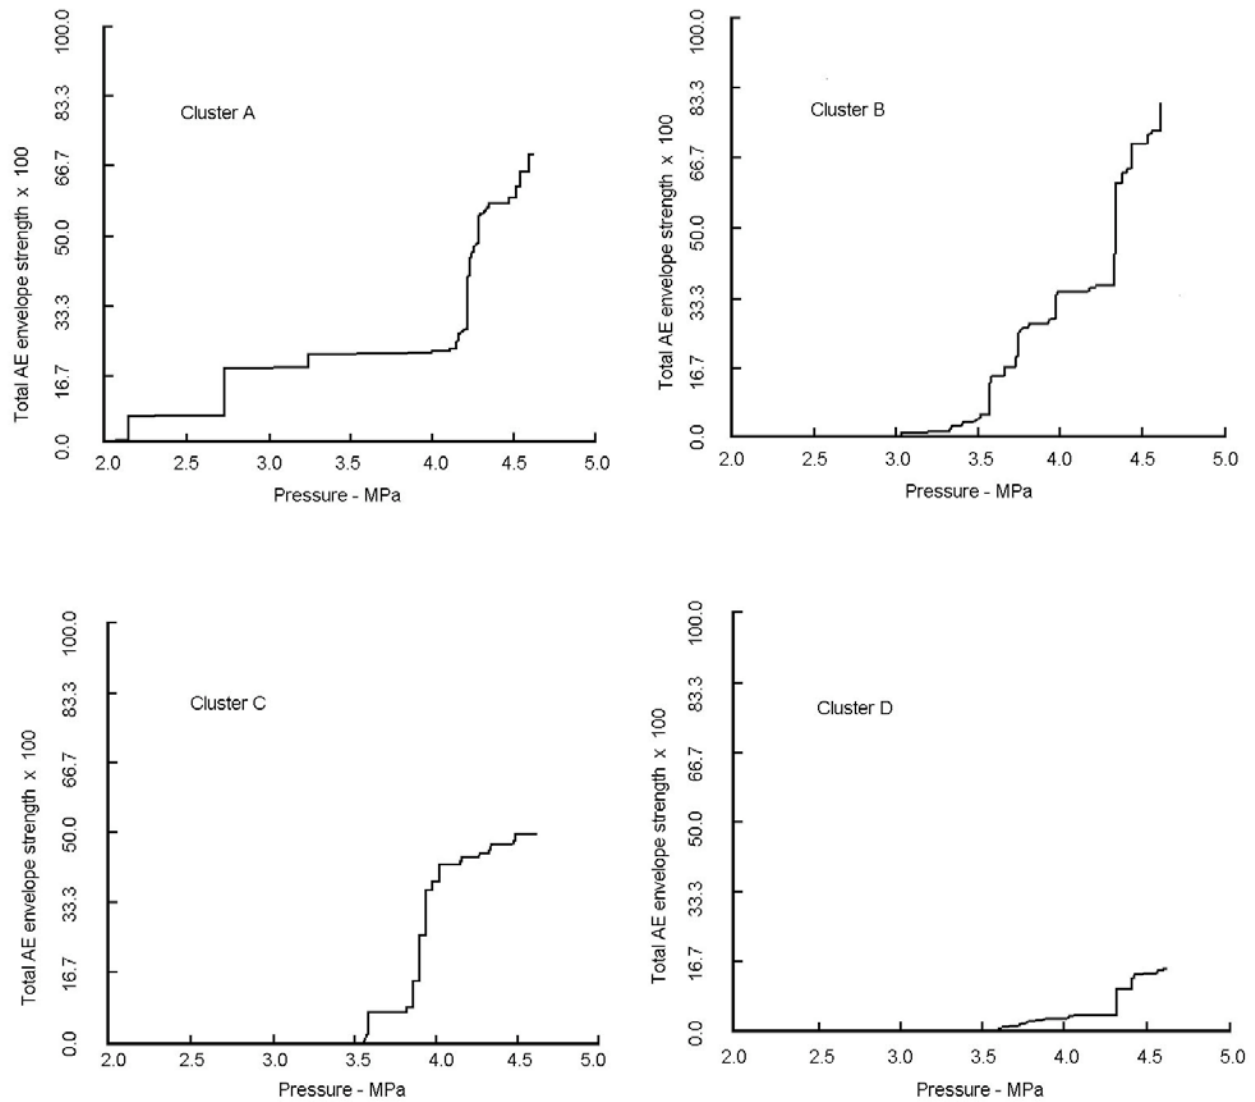 Total AE envelope strength x 100
100.0
83.3
66.7
50.0
33.3
16.7
0.0
Cluster A
2.0 2.5 3.0 3.5 4.0 4.5 5.0
Pressure - MPa
Total AE envelope strength x 100
100.0
83.3
66.7
50.0
33.3
16.7
0.0
Cluster B
2.0 2.5 3.0 3.5 4.0 4.5 5.0
Pressure - MPa
Total AE envelope strength x 100
100.0
83.3
66.7
50.0
33.3
16.7
0.0
Cluster C
2.0 2.5 3.0 3.5 4.0 4.5 5.0
Pressure - MPa
Total AE envelope strength x 100
100.0
83.3
66.7
50.0
33.3
16.7
0.0
Cluster D
2.0 2.5 3.0 3.5 4.0 4.5 5.0
Pressure - MPa